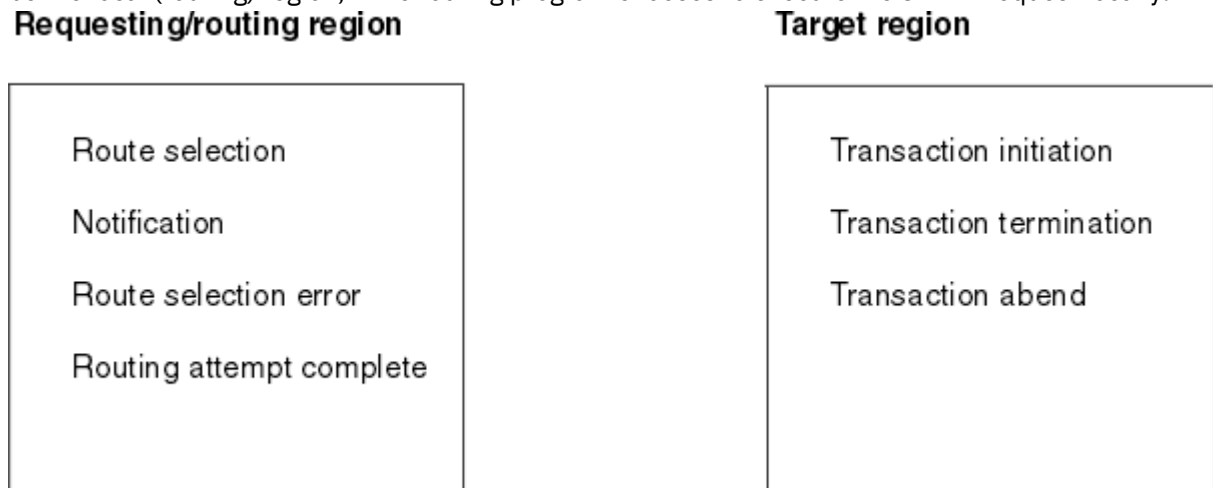 Requesting/routing region
Target region
Route selection
Notification
Route selection error
Routing attempt complete
Transaction initiation
Transaction termination
Transaction abend